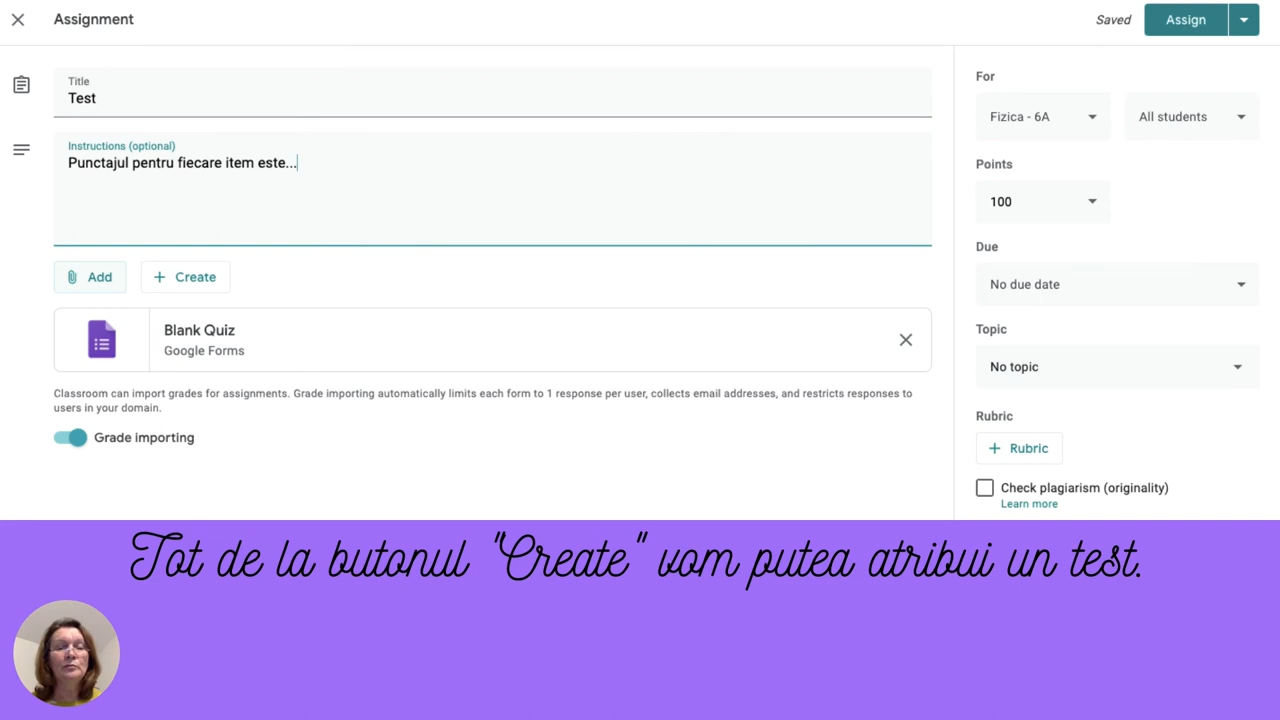 Assignment
Saved
Assign
Title
Test
Instructions (optional)
Punctajul pentru fiecare item este...
Add
Create
Blank Quiz
Google Forms
Classroom can import grades for assignments. Grade importing automatically limits each form to 1 response per user, collects email addresses, and restricts responses to
users in your domain.
Grade importing
For
Fizica - 6A
All students
Points
100
Due
No due date
Topic
No topic
Rubric
Rubric
Check plagiarism (originality)
Learn more
Tot de la butonul "Create" vom putea atribui un test.